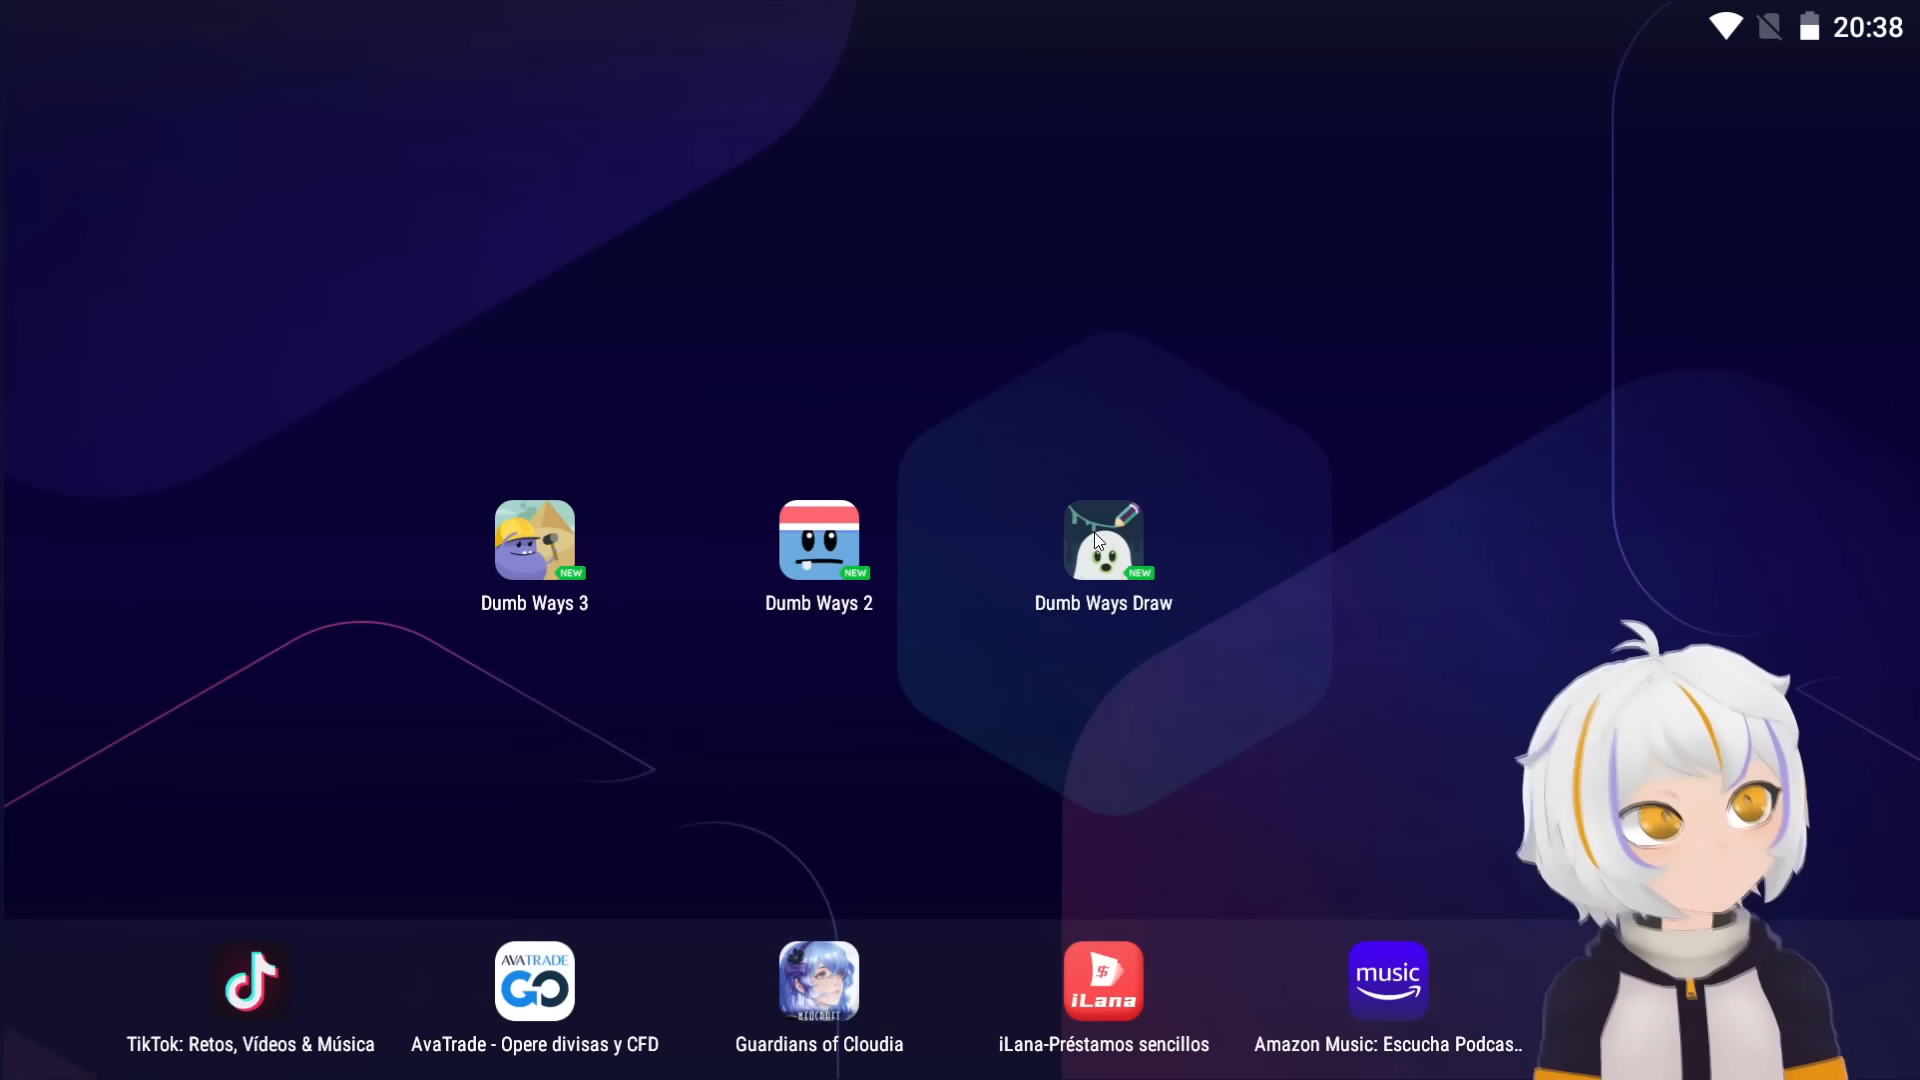 20:38
NEW
NEW
NEW
Dumb Ways 3
Dumb Ways 2
Dumb Ways Draw
AVATRADE
GO
NEOCRAFT
$
iLana
music
TikTok: Retos, Vídeos & Música
AvaTrade - Opere divisas y CFD
Guardians of Cloudia
iLana-Préstamos sencillos
Amazon Music: Escucha Podcas..